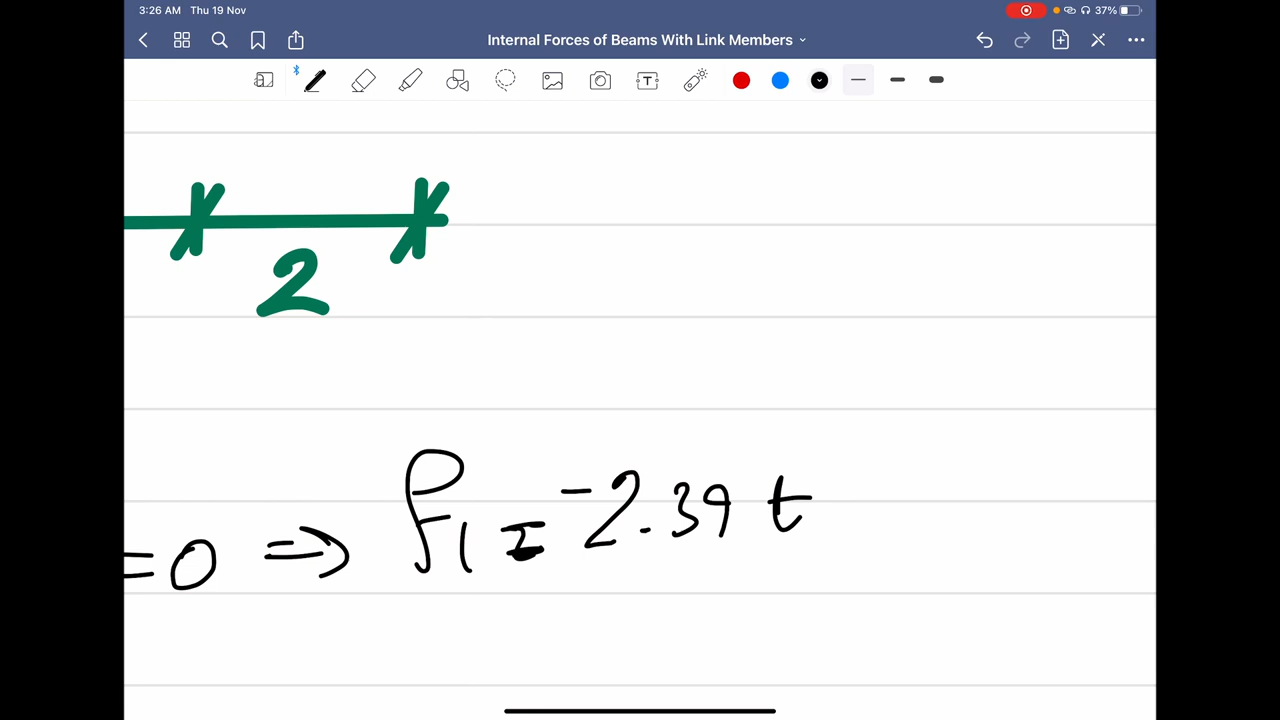 3:26 AM Thu 19 Nov 37%
Internal Forces of Beams With Link Members
T
2
=0 ⇒ f1 = -2.39 t